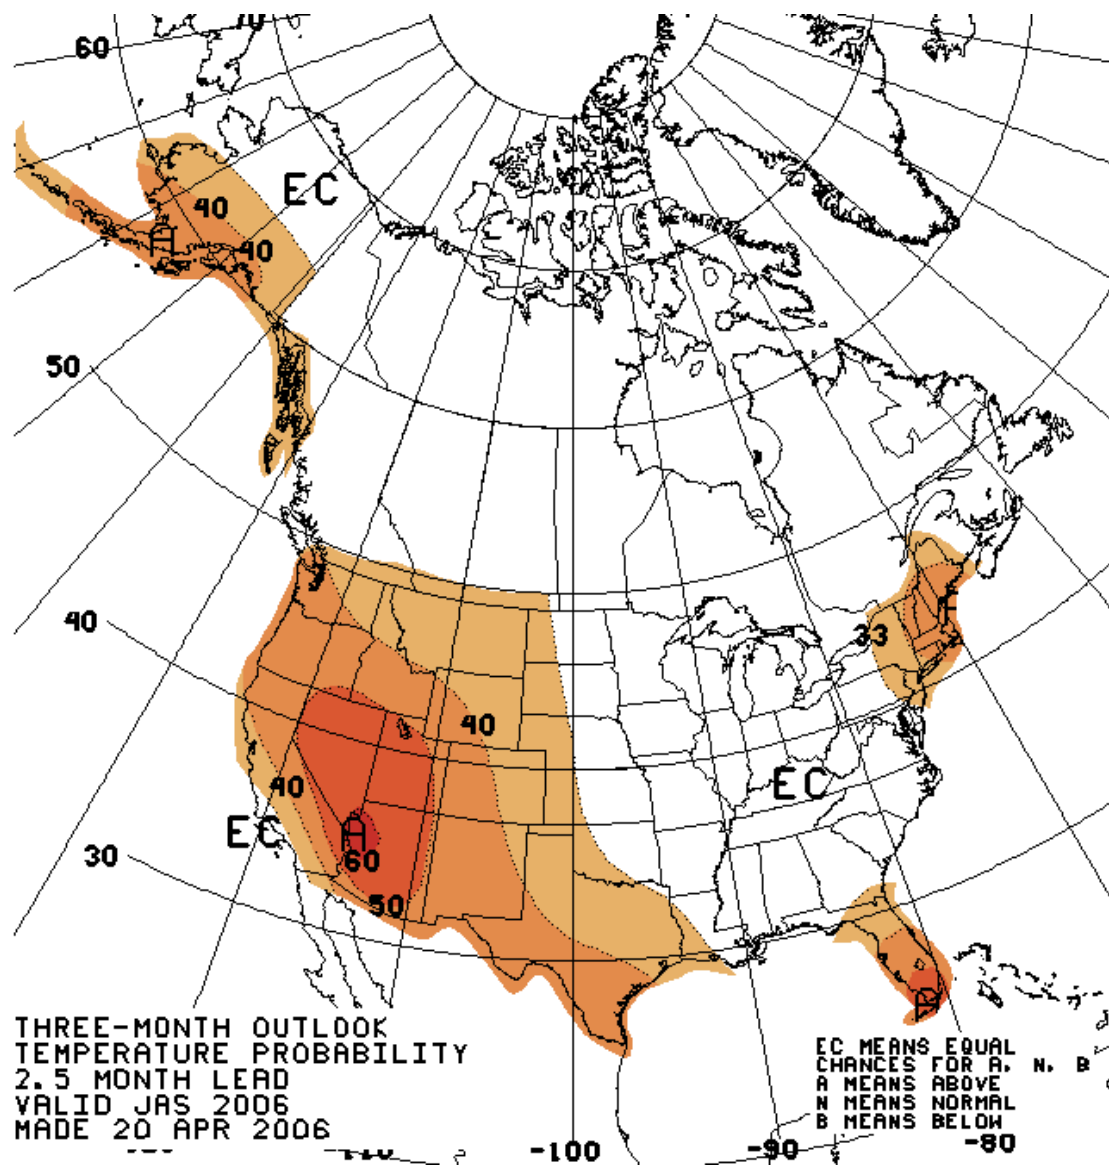 70
60
EC
40
A
40
50
40
33
40
40
EC
EC
A
30
60
50
THREE-MONTH OUTLOOK
TEMPERATURE PROBABILITY
2.5 MONTH LEAD
VALID JAS 2006
MADE 20 APR 2006
EC MEANS EQUAL
CHANCES FOR A, N, B
A MEANS ABOVE
N MEANS NORMAL
B MEANS BELOW
-100
-90
-80